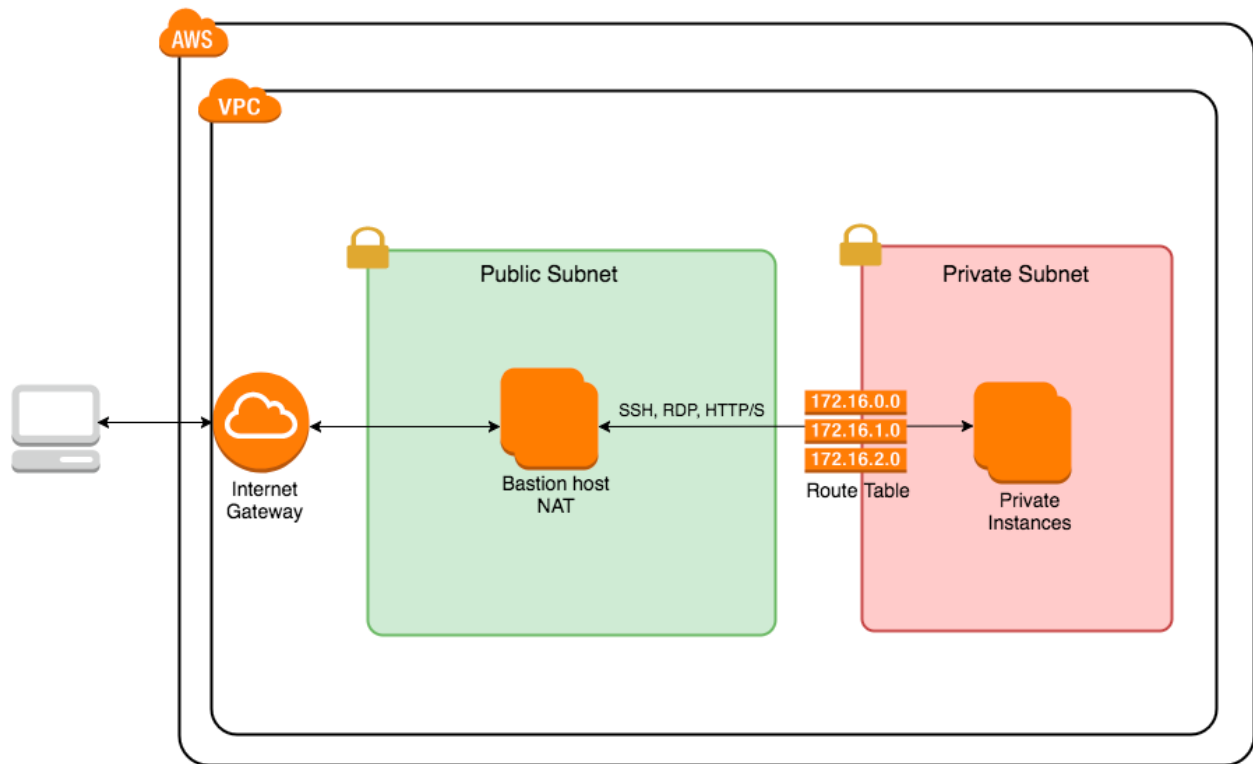 AWS
VPC
Public Subnet
Private Subnet
SSH, RDP, HTTP/S
172.16.0.0
172.16.1.0
172.16.2.0
Internet
Gateway
Bastion host
NAT
Route Table
Private
Instances